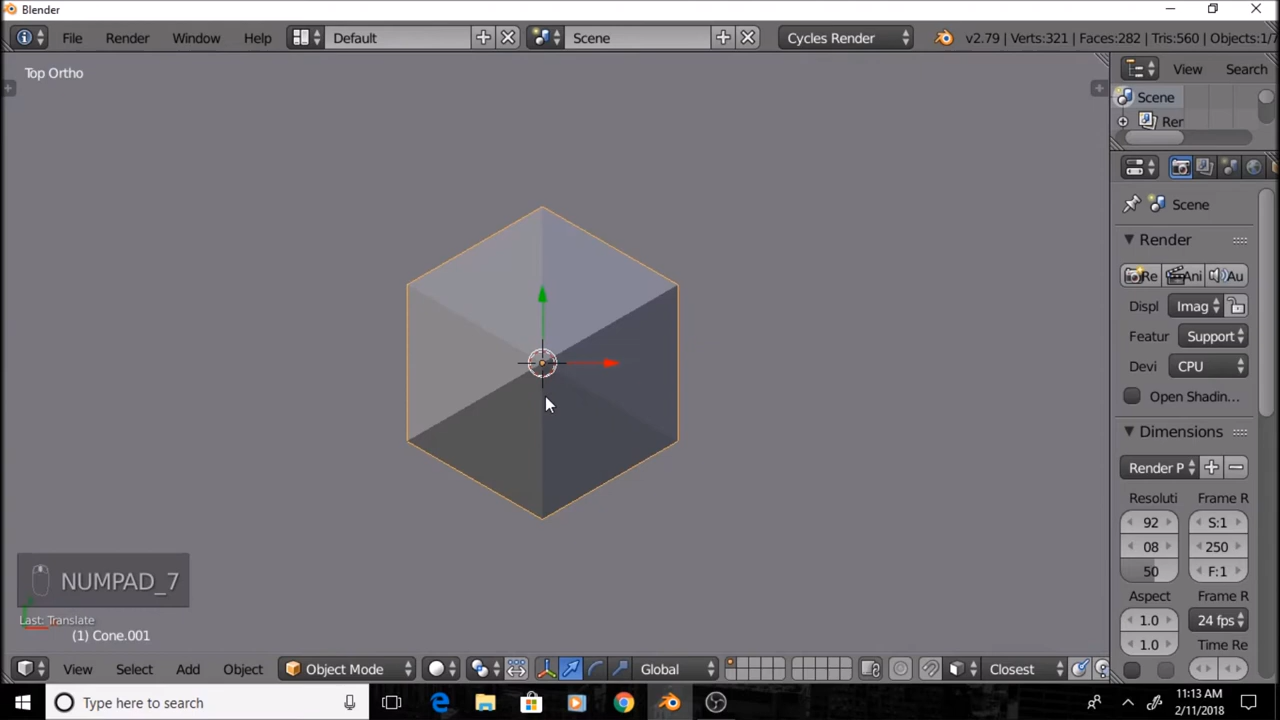 Blender
File Render Window Help Default Scene Cycles Render v2.79 | Verts:321 | Faces:282 | Tris:560 | Objects:1/7
Top Ortho
View Search
Scene
Rer
Scene
Render
Re Ani Au
Displ Imag
Featur Support
Devi CPU
Open Shadin...
Dimensions
Render P
Resoluti Frame R
92 S:1
08 250
50 F:1
Aspect Frame R
1.0 24 fps
1.0 Time Re
NUMPAD_7
Last: Translate
(1) Cone.001
View Select Add Object Object Mode Global Closest
Type here to search
11:13 AM
2/11/2018